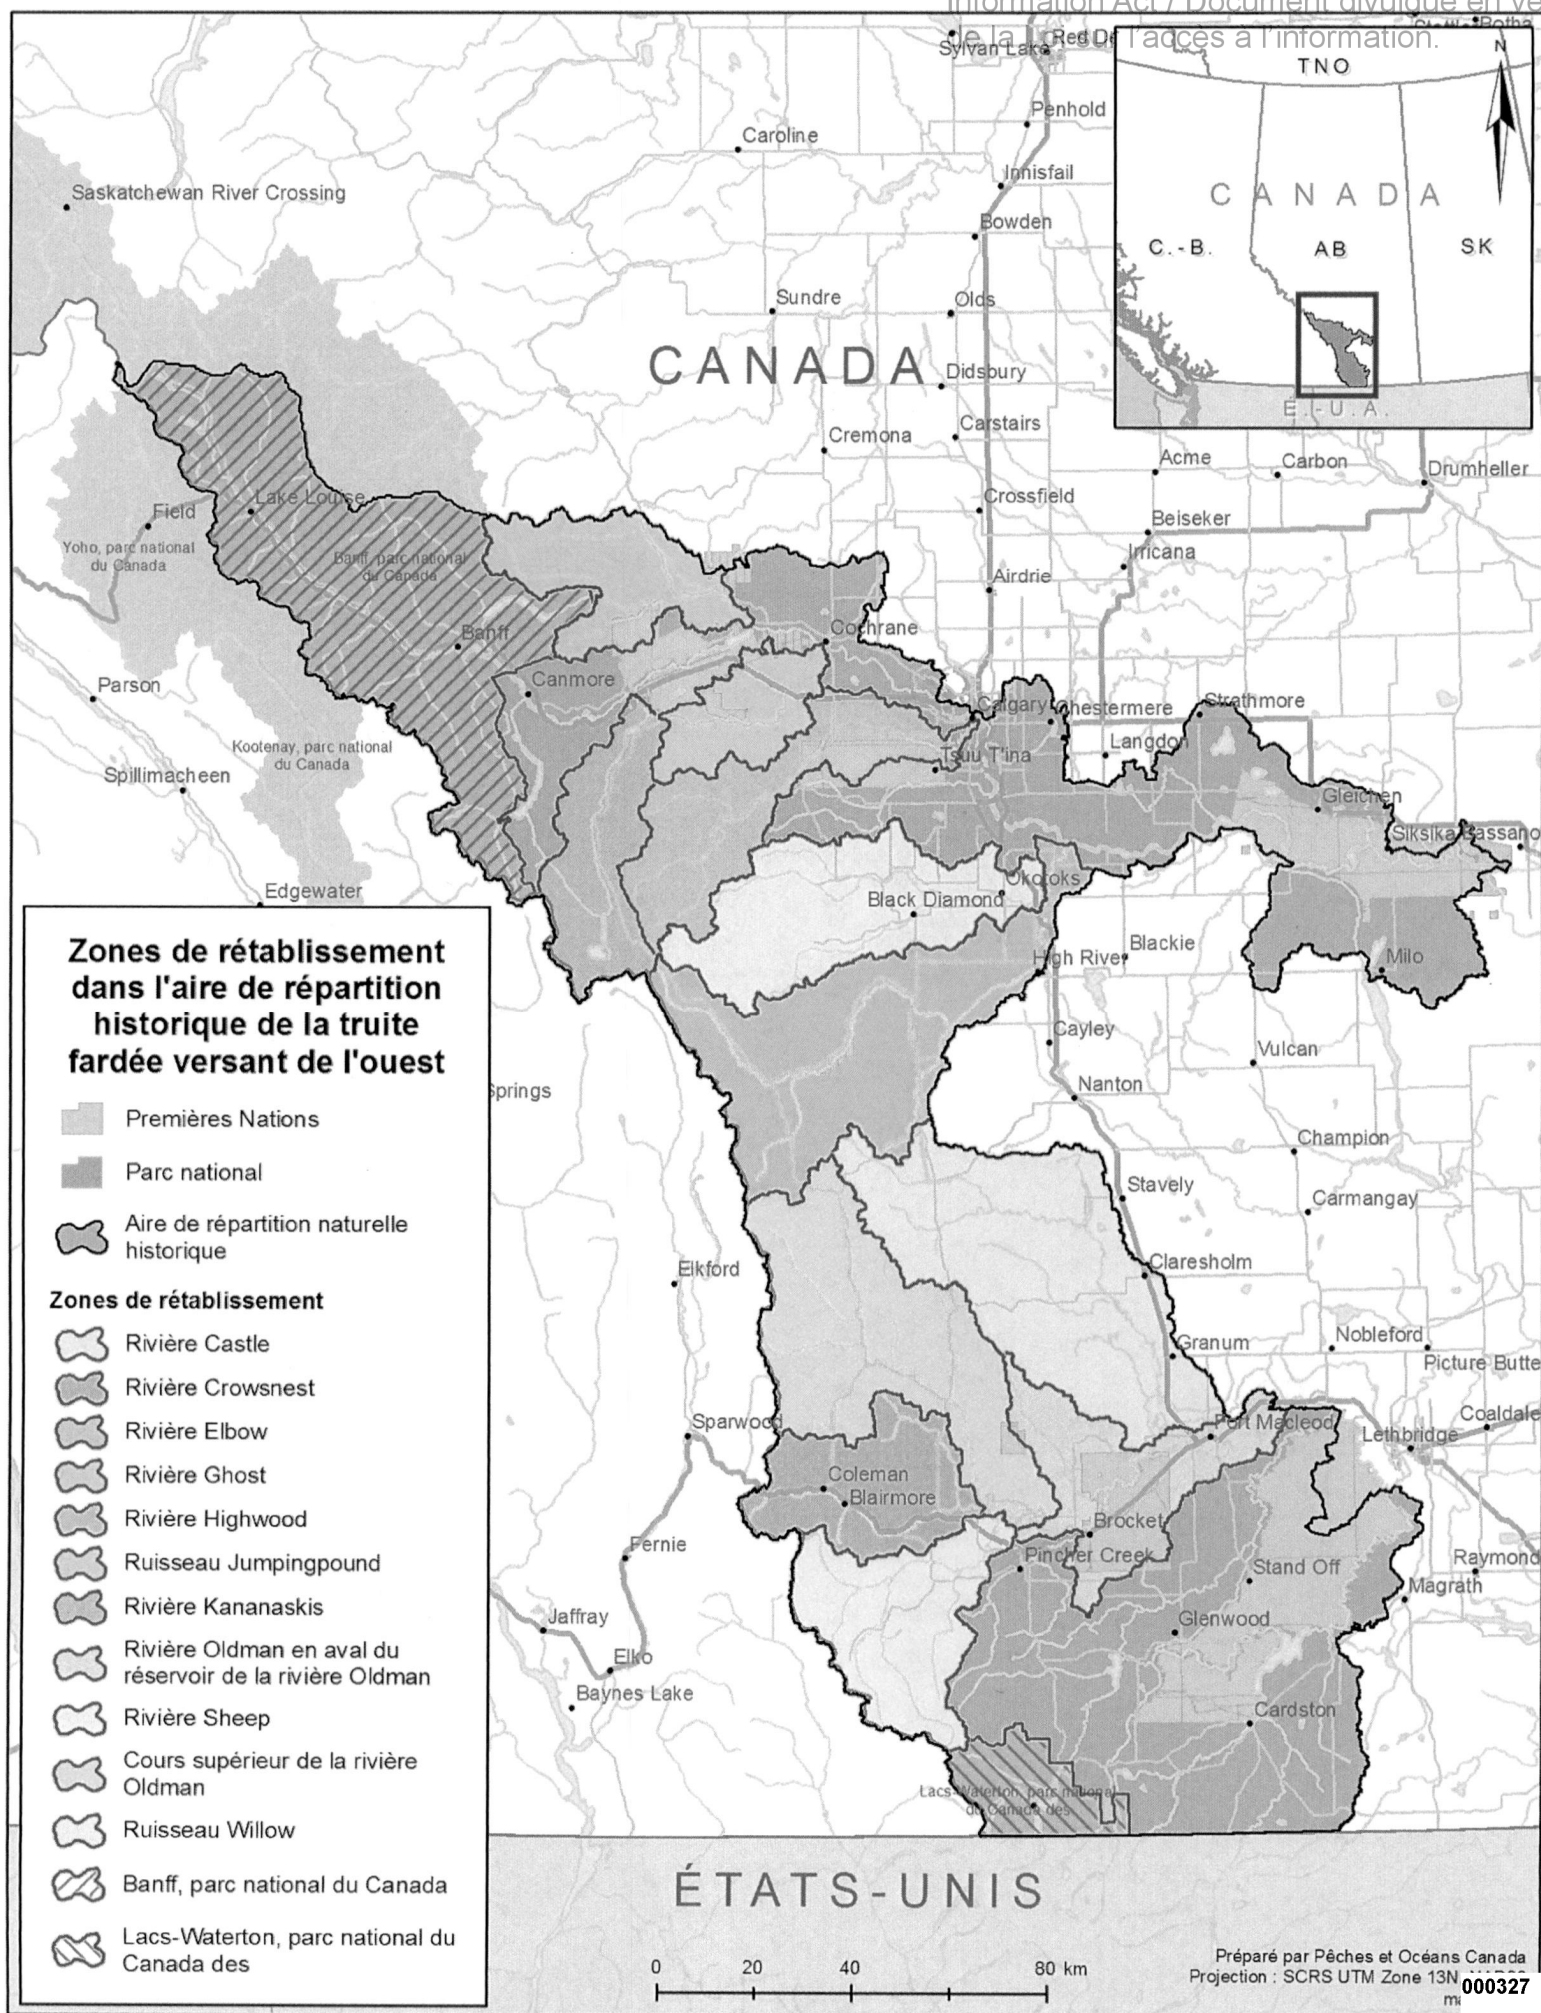 Information Act / Document divulgué en ve
de la Loi sur l'accès à l'information.
Botha
Sylvan Lake
Red De
Penhold
Caroline
Innisfail
Saskatchewan River Crossing
Bowden
Sundre
Olds
CANADA
Didsbury
Carstairs
Cremona
N
TNO
CANADA
C.-B.
AB
SK
É.-U.A.
Acme
Carbon
Drumheller
Crossfield
Beiseker
Irricana
Lake Louise
Field
Yoho, parc national
du Canada
Banff, parc national
du Canada
Airdrie
Cochrane
Banff
Canmore
Parson
Calgary
Chestermere
Strathmore
Langdon
Tsuu T'ina
Kootenay, parc national
du Canada
Spillimacheen
Gleichen
Siksika
Bassano
Edgewater
Okotoks
Black Diamond
Blackie
High River
Milo
Cayley
Vulcan
Nanton
Springs
Champion
Stavely
Carmangay
Claresholm
Elkford
Granum
Nobleford
Picture Butte
Sparwood
Fort Macleod
Coaldale
Lethbridge
Coleman
Blairmore
Brocket
Fernie
Pincher Creek
Stand Off
Raymond
Magrath
Jaffray
Glenwood
Elko
Baynes Lake
Cardston
Lacs-Waterton, parc national
du Canada des
ÉTATS-UNIS
Zones de rétablissement
dans l'aire de répartition
historique de la truite
fardée versant de l'ouest
Premières Nations
Parc national
Aire de répartition naturelle
historique
Zones de rétablissement
Rivière Castle
Rivière Crowsnest
Rivière Elbow
Rivière Ghost
Rivière Highwood
Ruisseau Jumpingpound
Rivière Kananaskis
Rivière Oldman en aval du
réservoir de la rivière Oldman
Rivière Sheep
Cours supérieur de la rivière
Oldman
Ruisseau Willow
Banff, parc national du Canada
Lacs-Waterton, parc national du
Canada des
0 20 40 80 km
Préparé par Pêches et Océans Canada
Projection : SCRS UTM Zone 13N
000327